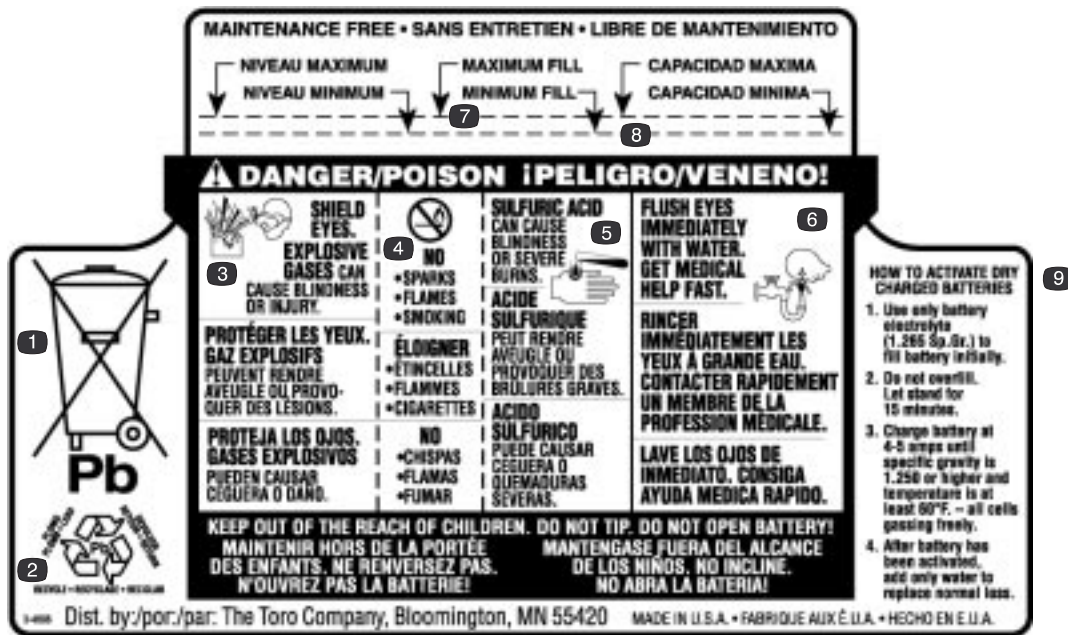 MAINTENANCE FREE • SANS ENTRETIEN • LIBRE DE MANTENIMIENTO
NIVEAU MAXIMUM
MAXIMUM FILL
CAPACIDAD MAXIMA
NIVEAU MINIMUM
MINIMUM FILL
CAPACIDAD MINIMA
7
8
DANGER/POISON ¡PELIGRO/VENENO!
SHIELD
EYES.
EXPLOSIVE
GASES CAN
CAUSE BLINDNESS
OR INJURY.
3
PROTÉGER LES YEUX.
GAZ EXPLOSIFS
PEUVENT RENDRE
AVEUGLE OU PROVO-
QUER DES LÉSIONS.
PROTEJA LOS OJOS.
GASES EXPLOSIVOS
PUEDEN CAUSAR
CEGUERA O DANO.
4
NO
•SPARKS
•FLAMES
•SMOKING
ÉLOIGNER
•ÉTINCELLES
•FLAMMES
•CIGARETTES
NO
•CHISPAS
•FLAMAS
•FUMAR
SULFURIC ACID
CAN CAUSE
BLINDNESS
OR SEVERE
BURNS.
5
ACIDE
SULFURIQUE
PEUT RENDRE
AVEUGLE OU
PROVOQUER DES
BRÛLURES GRAVES.
ACIDO
SULFURICO
PUEDE CAUSAR
CEGUERA O
QUEMADURAS
SEVERAS.
FLUSH EYES
IMMEDIATELY
WITH WATER.
GET MEDICAL
HELP FAST.
6
RINCER
IMMÉDIATEMENT LES
YEUX À GRANDE EAU.
CONTACTER RAPIDEMENT
UN MEMBRE DE LA
PROFESSION MÉDICALE.
LAVE LOS OJOS DE
INMEDIATO. CONSIGA
AYUDA MEDICA RAPIDO.
KEEP OUT OF THE REACH OF CHILDREN. DO NOT TIP. DO NOT OPEN BATTERY!
MAINTENIR HORS DE LA PORTÉE
DES ENFANTS. NE RENVERSEZ PAS.
N'OUVREZ PAS LA BATTERIE!
MANTENGASE FUERA DEL ALCANCE
DE LOS NIÑOS, NO INCLINE.
NO ABRA LA BATERIA!
1
Pb
2
RECYCLE • RECYCLAGE • RECICLAR
9
HOW TO ACTIVATE DRY
CHARGED BATTERIES
1. Use only battery
electrolyte
(1.265 Sp.Gr.) to
fill battery initially.
2. Do not overfill.
Let stand for
15 minutes.
3. Charge battery at
4-5 amps until
specific gravity is
1.250 or higher and
temperature is at
least 60°F. – all cells
gassing freely.
4. After battery has
been activated,
add only water to
replace normal loss.
Dist. by:/por:/par: The Toro Company, Bloomington, MN 55420
MADE IN U.S.A. • FABRIQUE AUX É.U.A. • HECHO EN E.U.A.